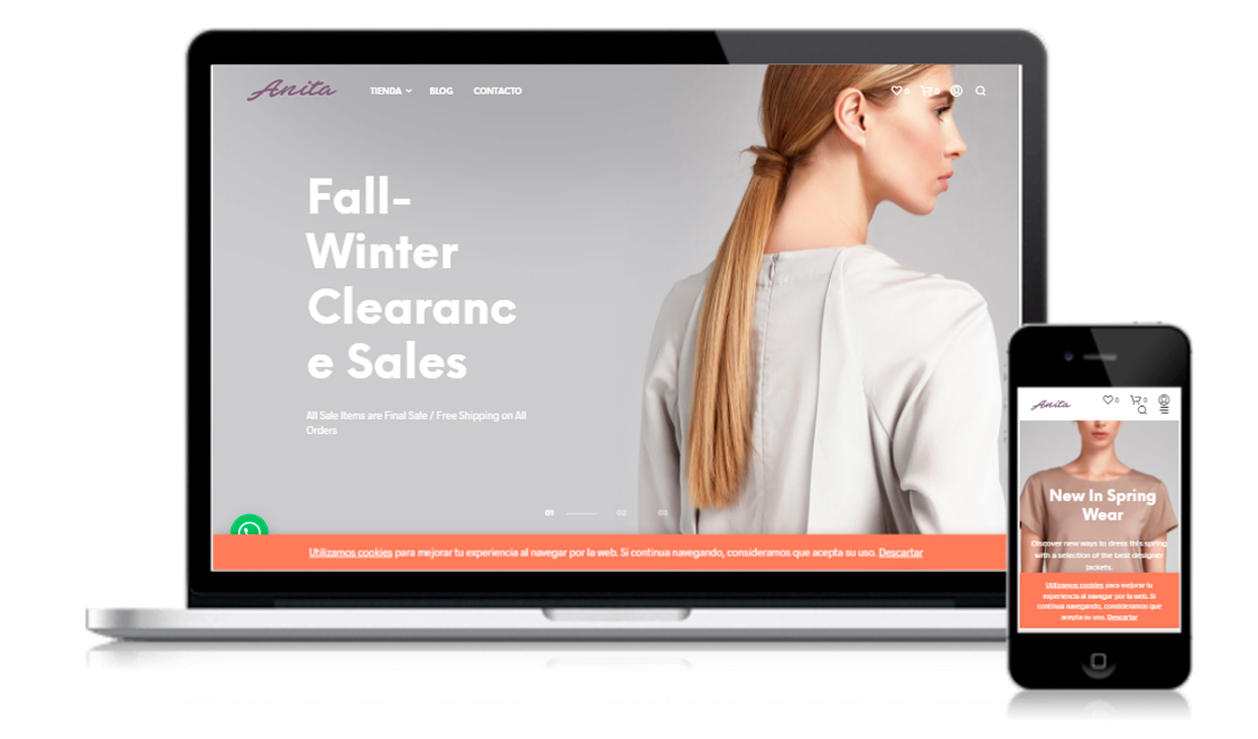 Anita
TIENDA
BLOG
CONTACTO
0
0
Fall-
Winter
Clearanc
e Sales
All Sale Items are Final Sale / Free Shipping on All
Orders
01
02
03
Utilizamos cookies para mejorar tu experiencia al navegar por la web. Si continua navegando, consideramos que acepta su uso. Descartar
Anita
0
0
New In Spring
Wear
Discover new ways to dress this spring
with a selection of the best designer
jackets.
Utilizamos cookies para mejorar tu
experiencia al navegar por la web. Si
continua navegando, consideramos que
acepta su uso. Descartar